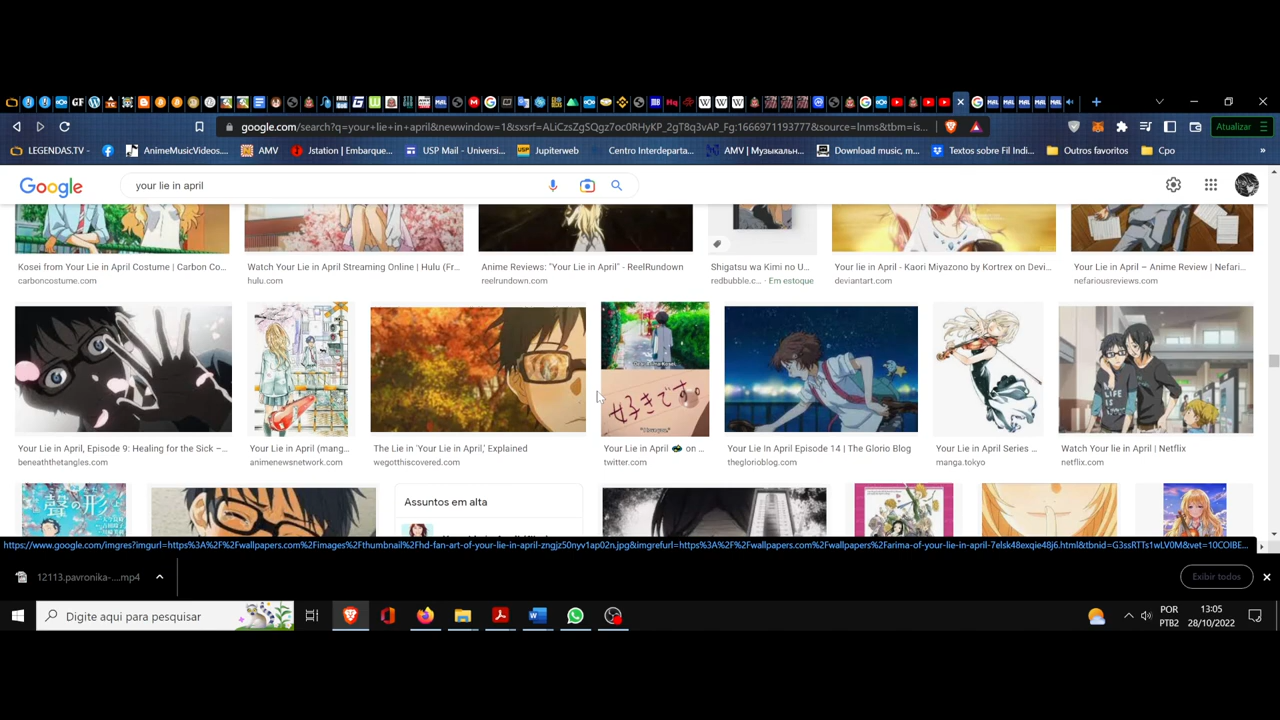 google.com/search?q=your+lie+in+april&newwindow=1&sxsrf=ALiCzsZgSQgz7oc0RHyKP_2gT8q3vAP_Fg:1666971193777&source=lnms&tbm=is...
Atualizar
LEGENDAS.TV
AnimeMusicVideos...
AMV
Jstation | Embarque...
USP Mail - Universi...
Jupiterweb
Centro Interdeparta...
AMV | Музыкальн...
Download music, m...
Textos sobre Fil Indi...
Outros favoritos
Cpo
Google
your lie in april
Kosei from Your Lie in April Costume | Carbon Co...
carboncostume.com
Watch Your Lie in April Streaming Online | Hulu (Fr...
hulu.com
Anime Reviews: "Your Lie in April" - ReelRundown
reelrundown.com
Shigatsu wa Kimi no U...
redbubble.c... · Em estoque
Your lie in April - Kaori Miyazono by Kortrex on Devi...
deviantart.com
Your Lie in April – Anime Review | Nefari...
nefariousreviews.com
LIFE IS
Your Lie in April, Episode 9: Healing for the Sick –...
beneaththetangles.com
Your Lie in April (mang...
animenewsnetwork.com
The Lie in 'Your Lie in April,' Explained
wegotthiscovered.com
好きです。
"I love you."
Your Lie in April on ...
twitter.com
Your Lie In April Episode 14 | The Glorio Blog
theglorioblog.com
Your Lie in April Series ...
manga.tokyo
Watch Your Lie in April | Netflix
netflix.com
聲の形
Assuntos em alta
https://www.google.com/imgres?imgurl=https%3A%2F%2Fwallpapers.com%2Fimages%2Fthumbnail%2Fhd-fan-art-of-your-lie-in-april-zngjz50nyv1ap02n.jpg&imgrefurl=https%3A%2F%2Fwallpapers.com%2Fwallpapers%2Farima-of-your-lie-in-april-7elsk48exqie48j6.html&tbnid=G3ssRTTs1wLV0M&vet=10COIBE...
12113.pavronika-....mp4
Exibir todos
Digite aqui para pesquisar
POR
PTB2
13:05
28/10/2022